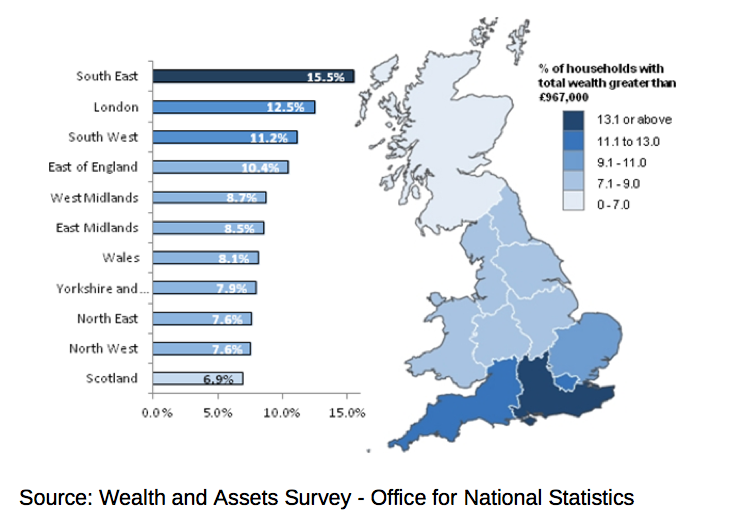 South East 15.5%
London 12.5%
South West 11.2%
East of England 10.4%
West Midlands 8.7%
East Midlands 8.5%
Wales 8.1%
Yorkshire and ... 7.9%
North East 7.6%
North West 7.6%
Scotland 6.9%
0.0% 5.0% 10.0% 15.0%
% of households with
total wealth greater than
£967,000
13.1 or above
11.1 to 13.0
9.1 - 11.0
7.1 - 9.0
0 - 7.0
Source: Wealth and Assets Survey - Office for National Statistics